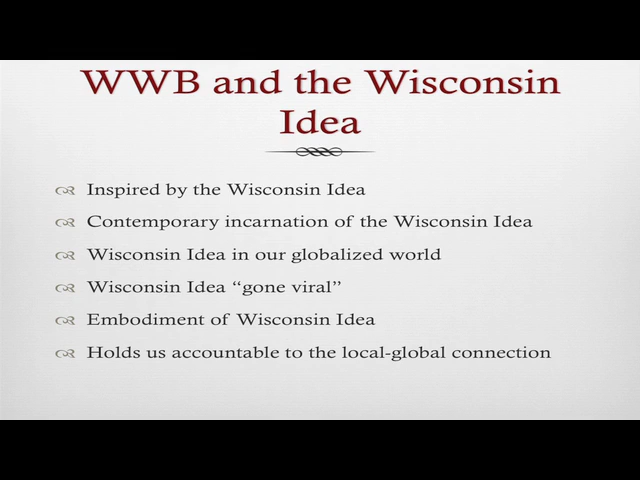 WWB and the Wisconsin
Idea
Inspired by the Wisconsin Idea
Contemporary incarnation of the Wisconsin Idea
Wisconsin Idea in our globalized world
Wisconsin Idea “gone viral”
Embodiment of Wisconsin Idea
Holds us accountable to the local-global connection